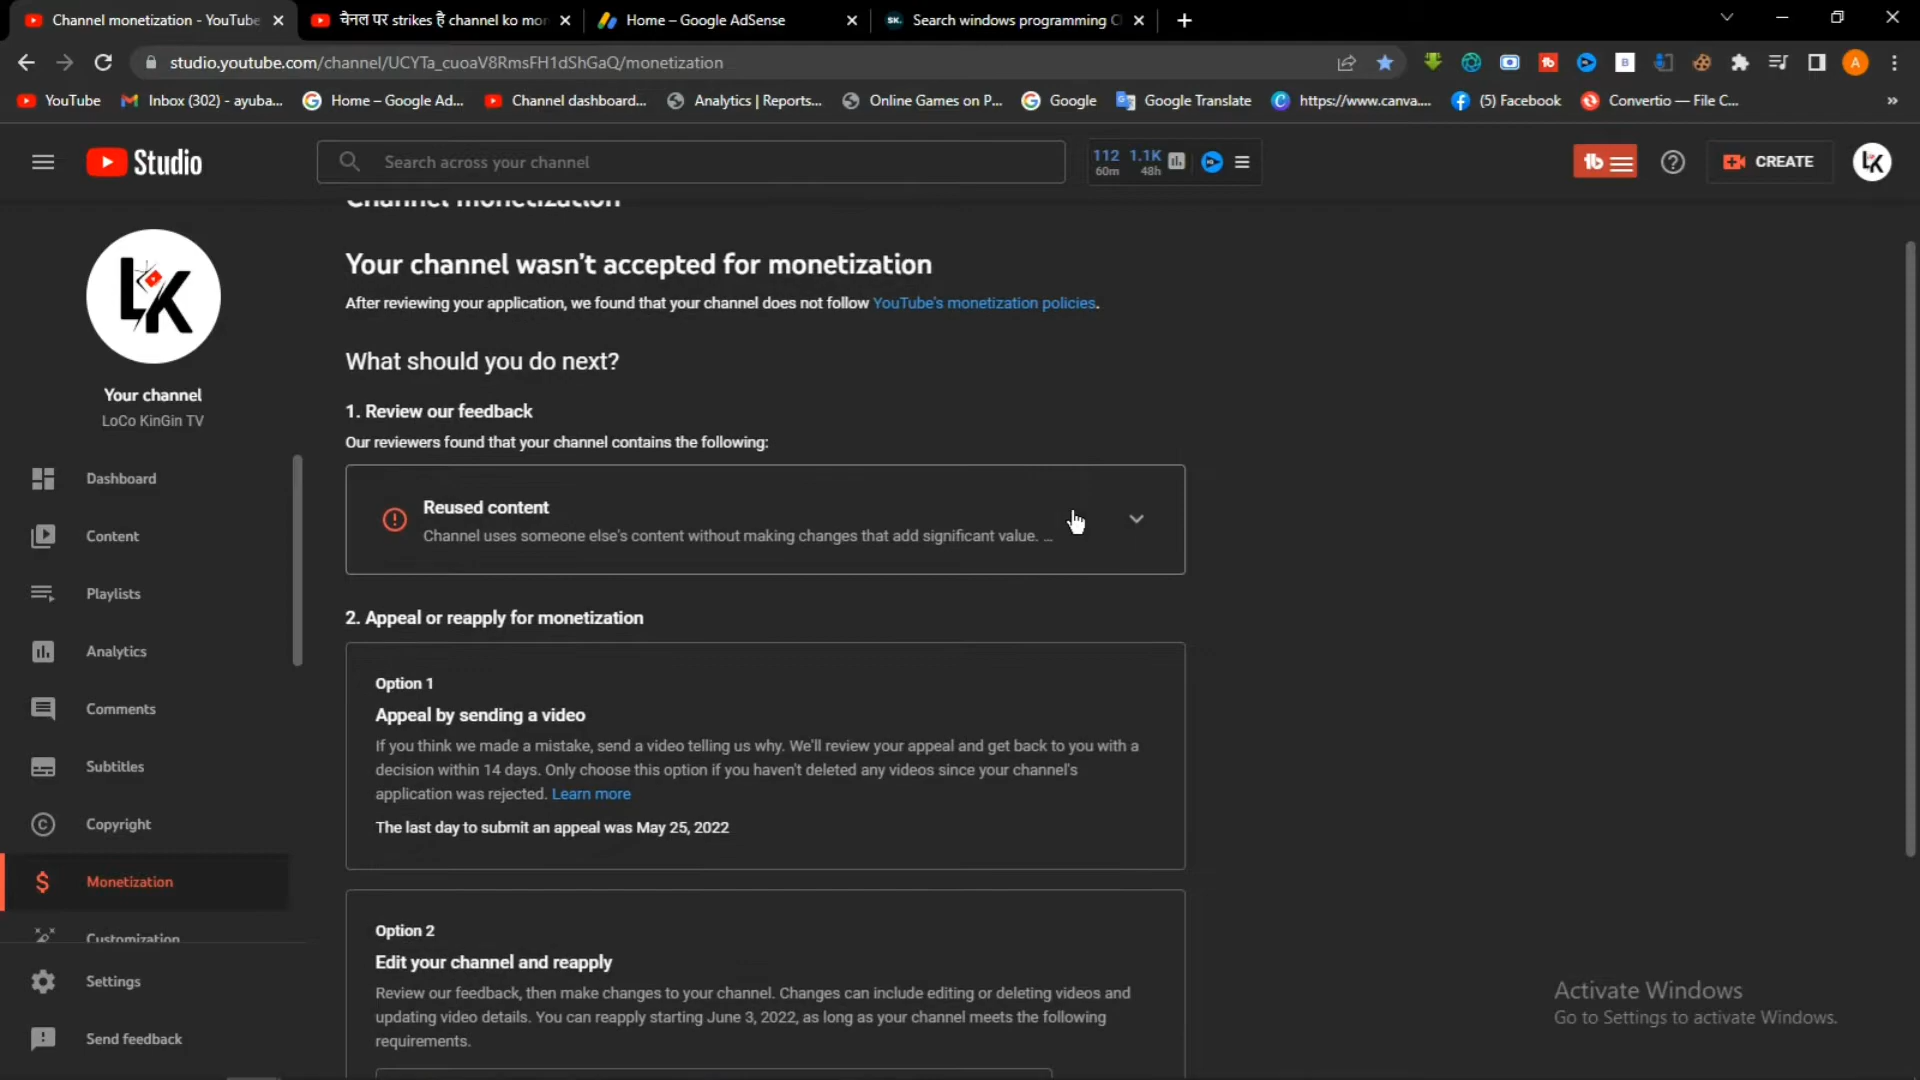 Channel monetization - YouTube
चैनल पर strikes है channel ko mon
Home – Google AdSense
Search windows programming C
studio.youtube.com/channel/UCYTa_cuoaV8RmsFH1dShGaQ/monetization
YouTube
Inbox (302) - ayuba...
Home – Google Ad...
Channel dashboard...
Analytics | Reports...
Online Games on P...
Google
Google Translate
https://www.canva....
(5) Facebook
Convertio — File C...
»
Studio
Search across your channel
112 1.1K
60m 48h
CREATE
Channel monetization
Your channel wasn't accepted for monetization
After reviewing your application, we found that your channel does not follow YouTube's monetization policies.
What should you do next?
1. Review our feedback
Our reviewers found that your channel contains the following:
Reused content
Channel uses someone else's content without making changes that add significant value. ...
2. Appeal or reapply for monetization
Option 1
Appeal by sending a video
If you think we made a mistake, send a video telling us why. We'll review your appeal and get back to you with a
decision within 14 days. Only choose this option if you haven't deleted any videos since your channel's
application was rejected. Learn more
The last day to submit an appeal was May 25, 2022
Option 2
Edit your channel and reapply
Review our feedback, then make changes to your channel. Changes can include editing or deleting videos and
updating video details. You can reapply starting June 3, 2022, as long as your channel meets the following
requirements.
LK
Your channel
LoCo KinGin TV
Dashboard
Content
Playlists
Analytics
Comments
Subtitles
Copyright
Monetization
Customization
Settings
Send feedback
Activate Windows
Go to Settings to activate Windows.